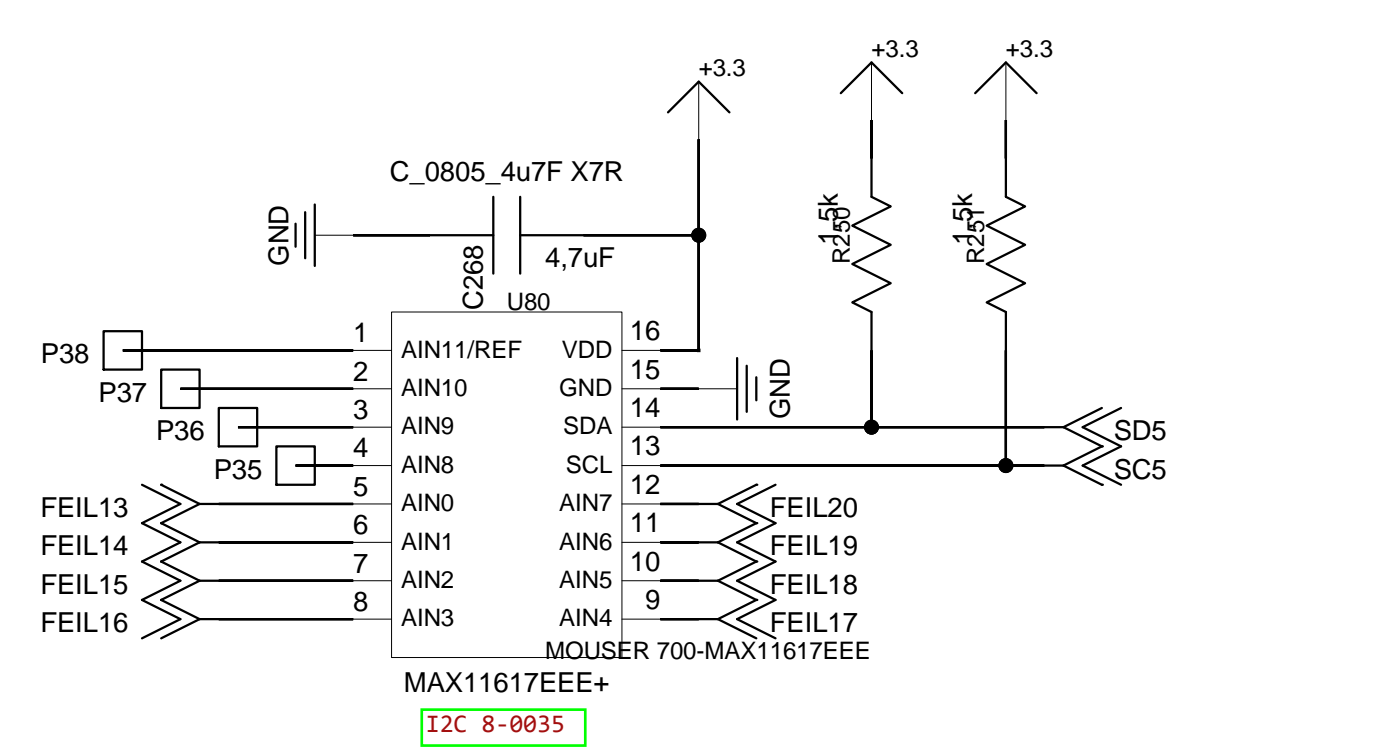 +3.3
+3.3
+3.3
C_0805_4u7F X7R
GND
C268
4,7uF
1.5k
R250
1.5k
R251
U80
P38
1
AIN11/REF
VDD
16
P37
2
AIN10
GND
15
GND
P36
3
AIN9
SDA
14
SD5
P35
4
AIN8
SCL
13
SC5
FEIL13
5
AIN0
AIN7
12
FEIL20
FEIL14
6
AIN1
AIN6
11
FEIL19
FEIL15
7
AIN2
AIN5
10
FEIL18
FEIL16
8
AIN3
AIN4
9
FEIL17
MOUSER 700-MAX11617EEE
MAX11617EEE+
I2C 8-0035